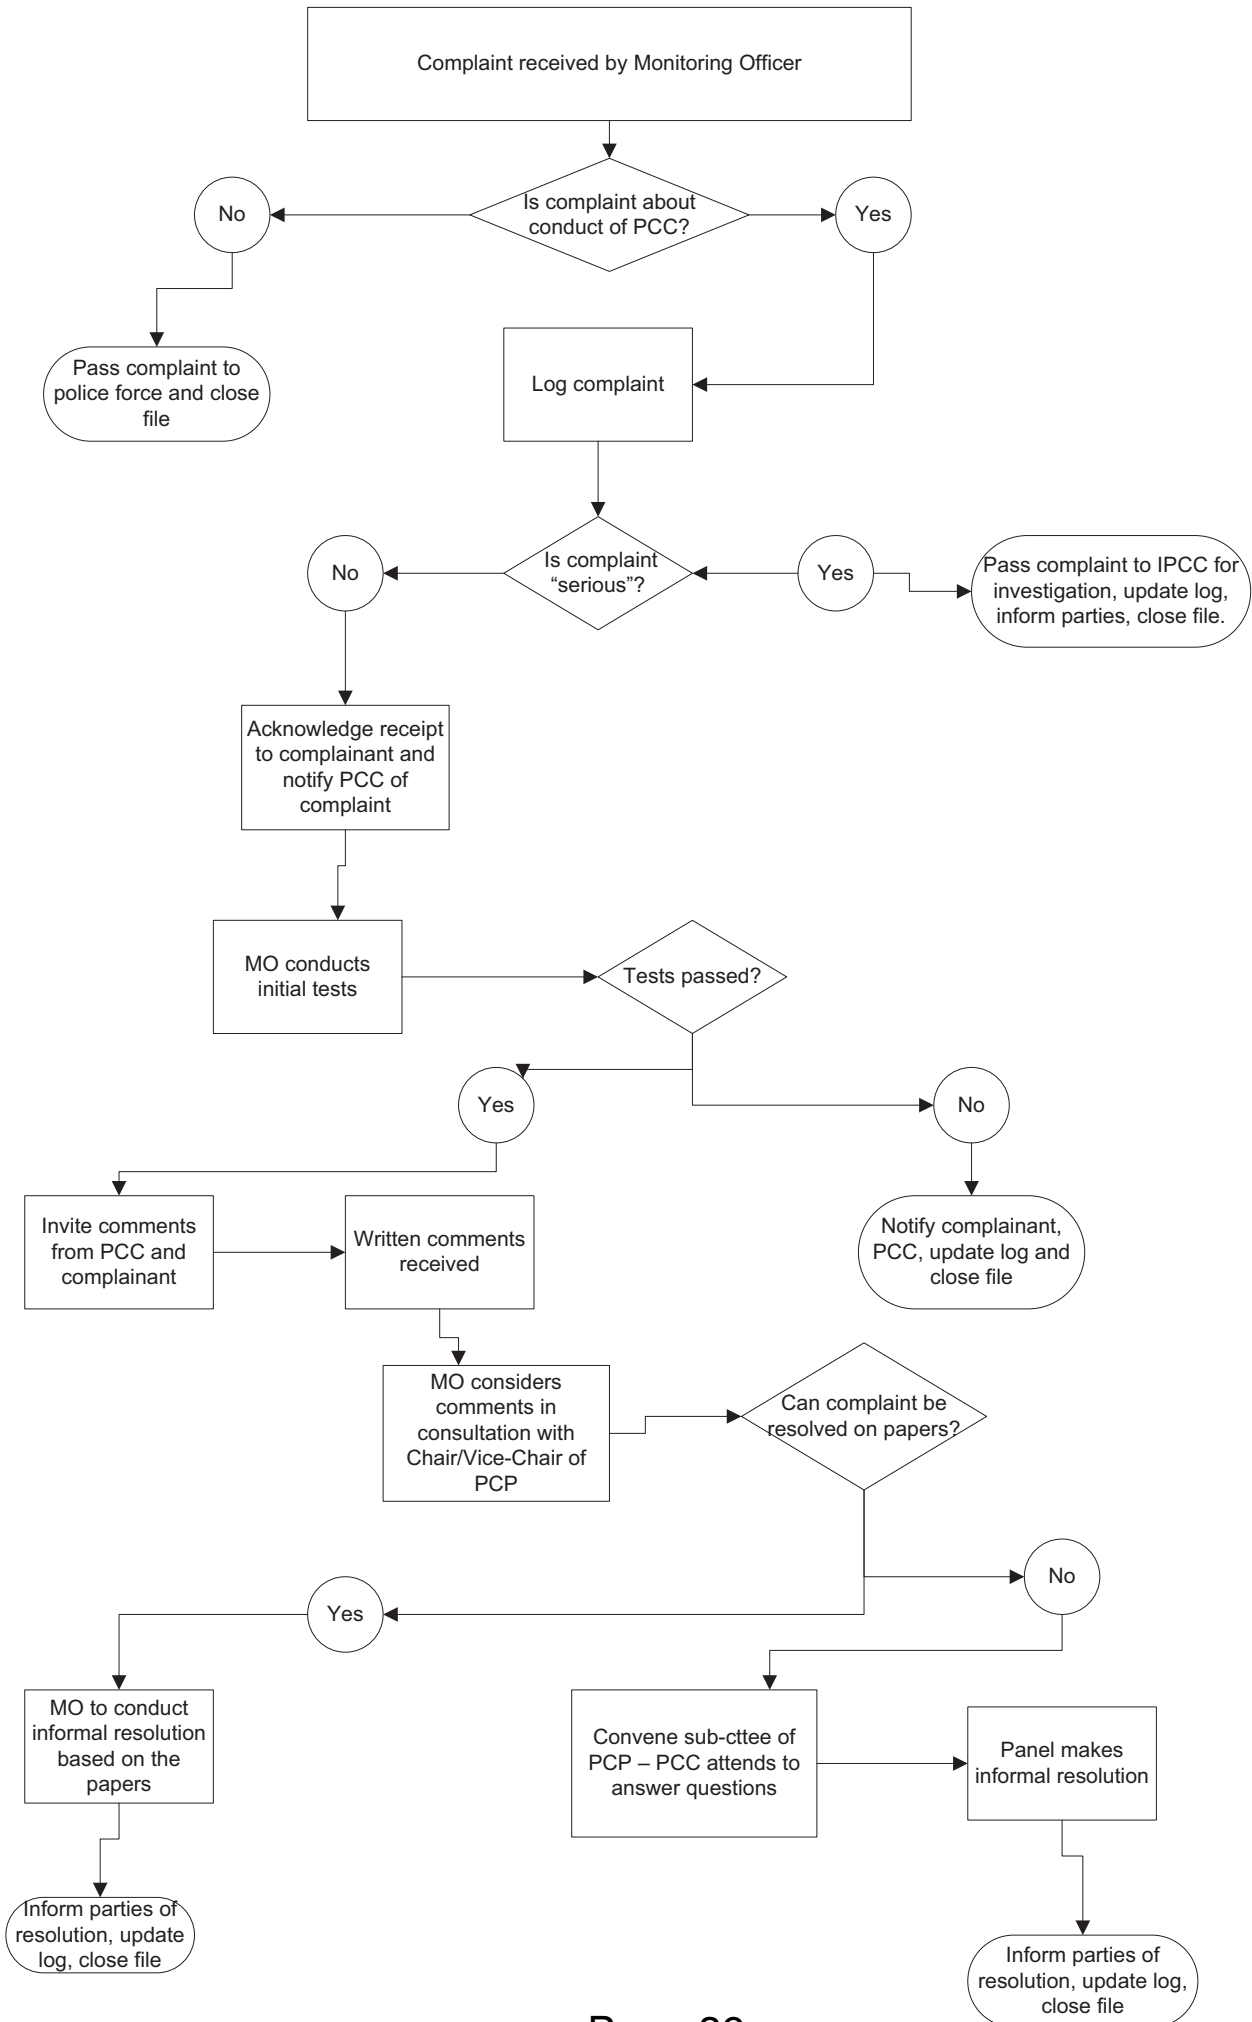 Complaint received by Monitoring Officer
Is complaint about
conduct of PCC?
No
Yes
Pass complaint to
police force and close
file
Log complaint
Is complaint
“serious”?
No
Yes
Pass complaint to IPCC for
investigation, update log,
inform parties, close file.
Acknowledge receipt
to complainant and
notify PCC of
complaint
MO conducts
initial tests
Tests passed?
Yes
No
Invite comments
from PCC and
complainant
Written comments
received
Notify complainant,
PCC, update log and
close file
MO considers
comments in
consultation with
Chair/Vice-Chair of
PCP
Can complaint be
resolved on papers?
No
Yes
MO to conduct
informal resolution
based on the
papers
Convene sub-cttee of
PCP – PCC attends to
answer questions
Panel makes
informal resolution
Inform parties of
resolution, update
log, close file
Inform parties of
resolution, update log,
close file